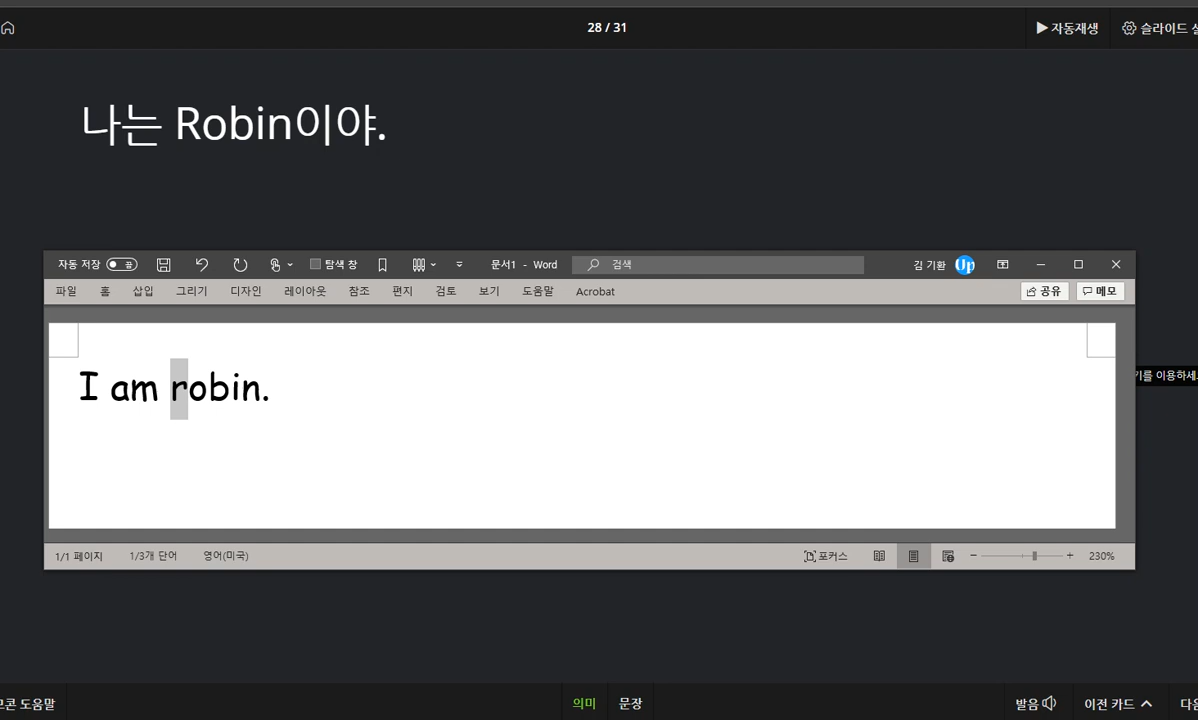 28 / 31
자동재생
슬라이드
나는 Robin이야.
자동 저장 끔
탐색 창
문서1 - Word
검색
김 기환
Up
파일 홈 삽입 그리기 디자인 레이아웃 참조 편지 검토 보기 도움말 Acrobat
공유 메모
I am robin.
기를 이용하세
1/1 페이지 1/3개 단어 영어(미국)
포커스
− + 230%
도움말
의미 문장
발음 이전 카드